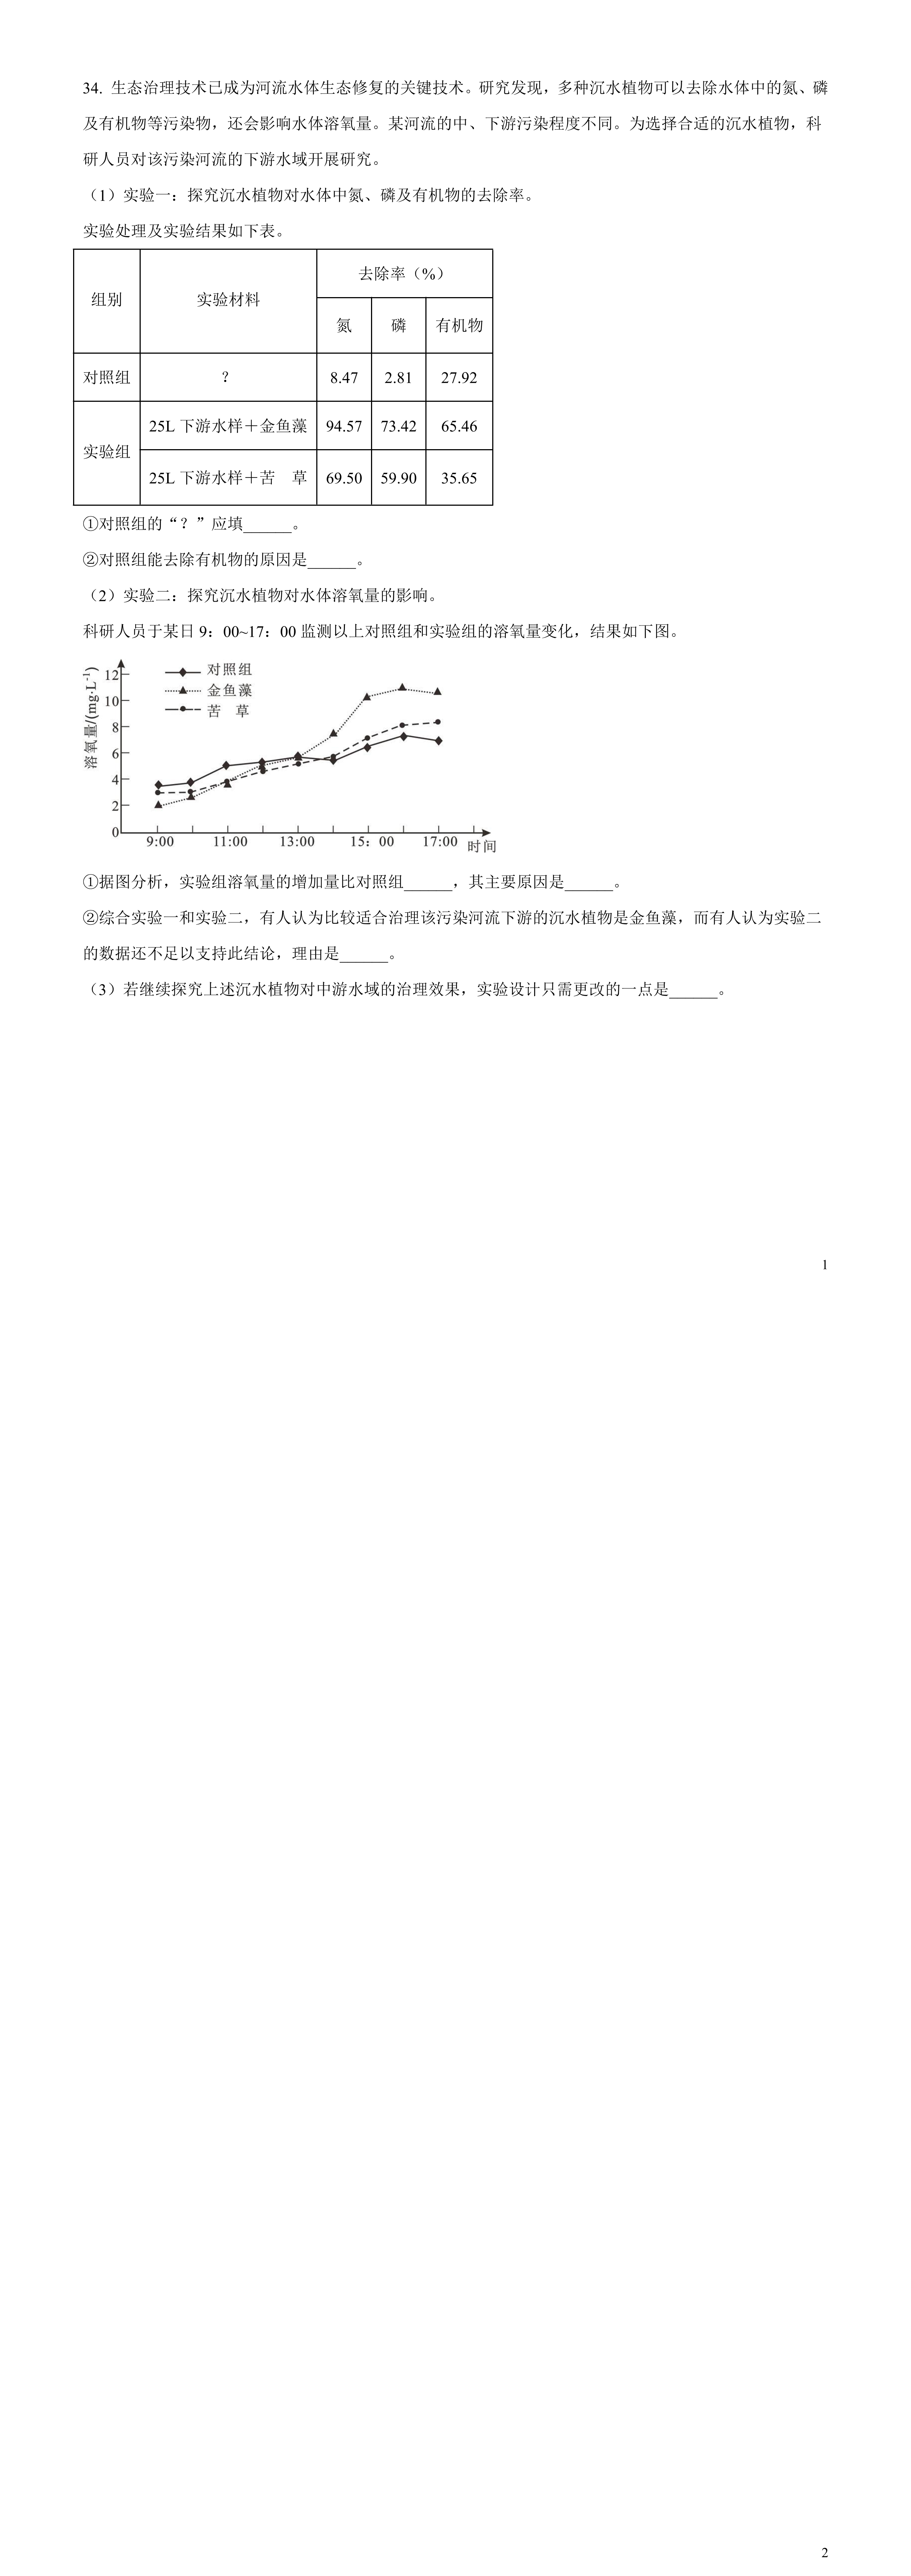 34. 生态治理技术已成为河流水体生态修复的关键技术。研究发现，多种沉水植物可以去除水体中的氮、磷
及有机物等污染物，还会影响水体溶氧量。某河流的中、下游污染程度不同。为选择合适的沉水植物，科
研人员对该污染河流的下游水域开展研究。
（1）实验一：探究沉水植物对水体中氮、磷及有机物的去除率。
实验处理及实验结果如下表。
组别 实验材料 去除率（%）
氮 磷 有机物
对照组 ？ 8.47 2.81 27.92
实验组 25L 下游水样＋金鱼藻 94.57 73.42 65.46
25L 下游水样＋苦 草 69.50 59.90 35.65
①对照组的“？”应填______。
②对照组能去除有机物的原因是______。
（2）实验二：探究沉水植物对水体溶氧量的影响。
科研人员于某日 9：00~17：00 监测以上对照组和实验组的溶氧量变化，结果如下图。
溶氧量/(mg·L⁻¹)
12
10
8
6
4
2
0
对照组
金鱼藻
苦 草
9:00 11:00 13:00 15：00 17:00 时间
①据图分析，实验组溶氧量的增加量比对照组______，其主要原因是______。
②综合实验一和实验二，有人认为比较适合治理该污染河流下游的沉水植物是金鱼藻，而有人认为实验二
的数据还不足以支持此结论，理由是______。
（3）若继续探究上述沉水植物对中游水域的治理效果，实验设计只需更改的一点是______。
1
2